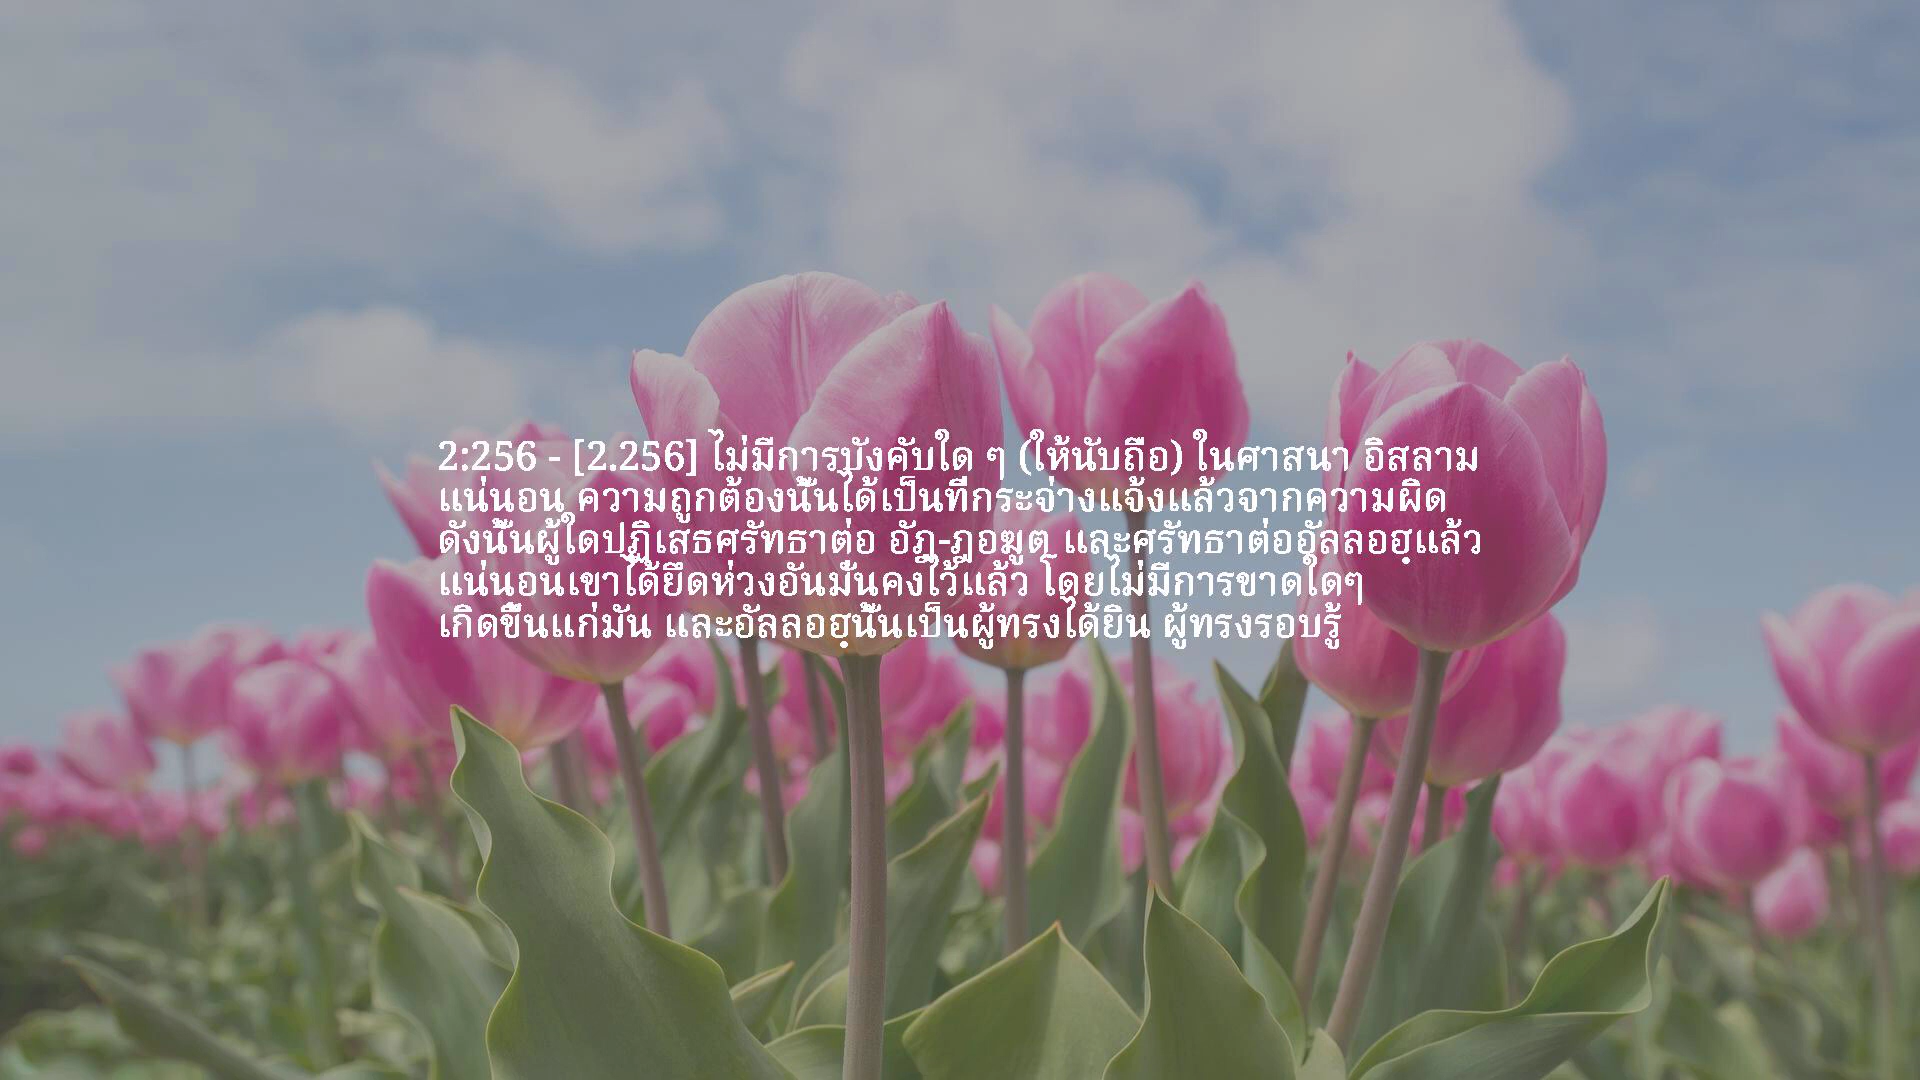 2:256 - [2.256] ไม่มีการบังคับใด ๆ (ให้นับถือ) ในศาสนา อิสลาม
แน่นอน ความถูกต้องนั้นได้เป็นที่กระจ่างแจ้งแล้วจากความผิด
ดังนั้นผู้ใดปฏิเสธศรัทธาต่อ อัฏ-ฏอฆูต และศรัทธาต่ออัลลอฮฺแล้ว
แน่นอนเขาได้ยึดห่วงอันมั่นคงไว้แล้ว โดยไม่มีการขาดใดๆ
เกิดขึ้นแก่มัน และอัลลอฮฺนั้นเป็นผู้ทรงได้ยิน ผู้ทรงรอบรู้